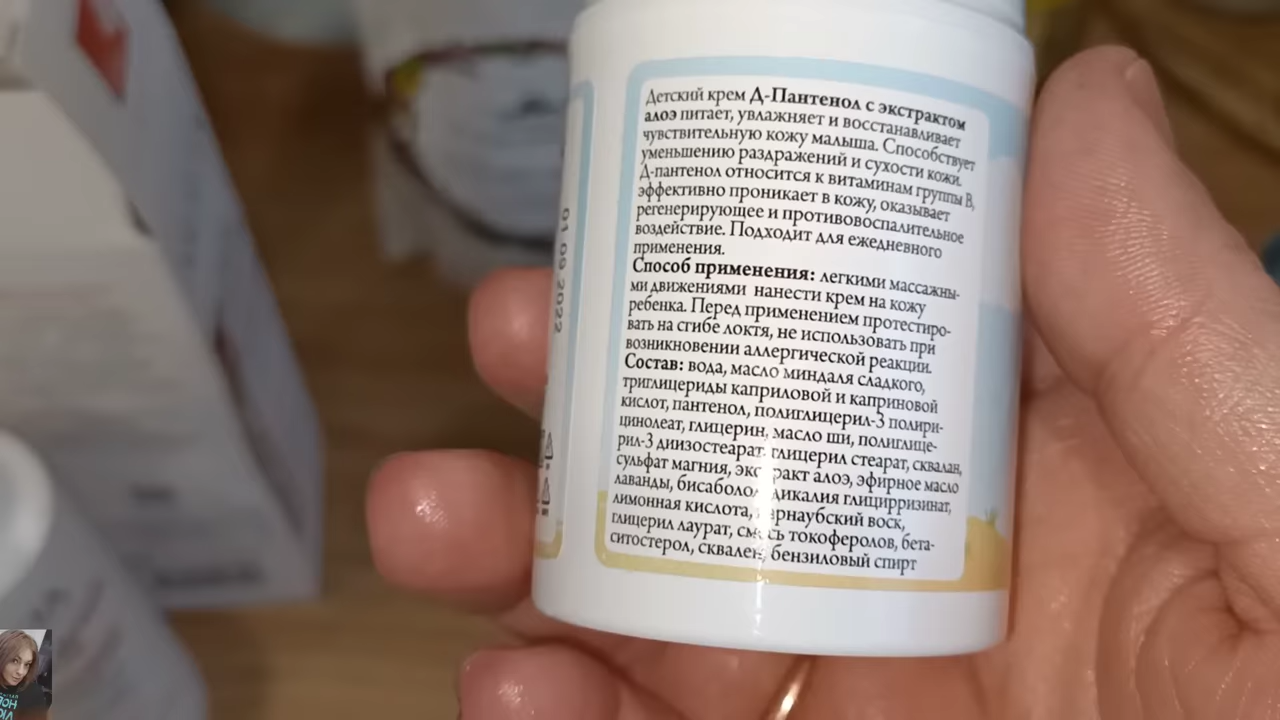 Детский крем Д-Пантенол с экстрактом
алоэ питает, увлажняет и восстанавливает
чувствительную кожу малыша. Способствует
уменьшению раздражений и сухости кожи.
Д-пантенол относится к витаминам группы В,
эффективно проникает в кожу, оказывает
регенерирующее и противовоспалительное
воздействие. Подходит для ежедневного
применения.
Способ применения: легкими массажны-
ми движениями нанести крем на кожу
ребенка. Перед применением протестиро-
вать на сгибе локтя, не использовать при
возникновении аллергической реакции.
Состав: вода, масло миндаля сладкого,
триглицериды каприловой и каприновой
кислот, пантенол, полиглицерил-3 полири-
цинолеат, глицерин, масло ши, полиглице-
рил-3 диизостеарат, глицерил стеарат, сквалан,
сульфат магния, экстракт алоэ, эфирное масло
лаванды, бисаболол, дикалия глицирризинат,
лимонная кислота, карнаубский воск,
глицерил лаурат, смесь токоферолов, бета-
ситостерол, сквален, бензиловый спирт
01 09 2022